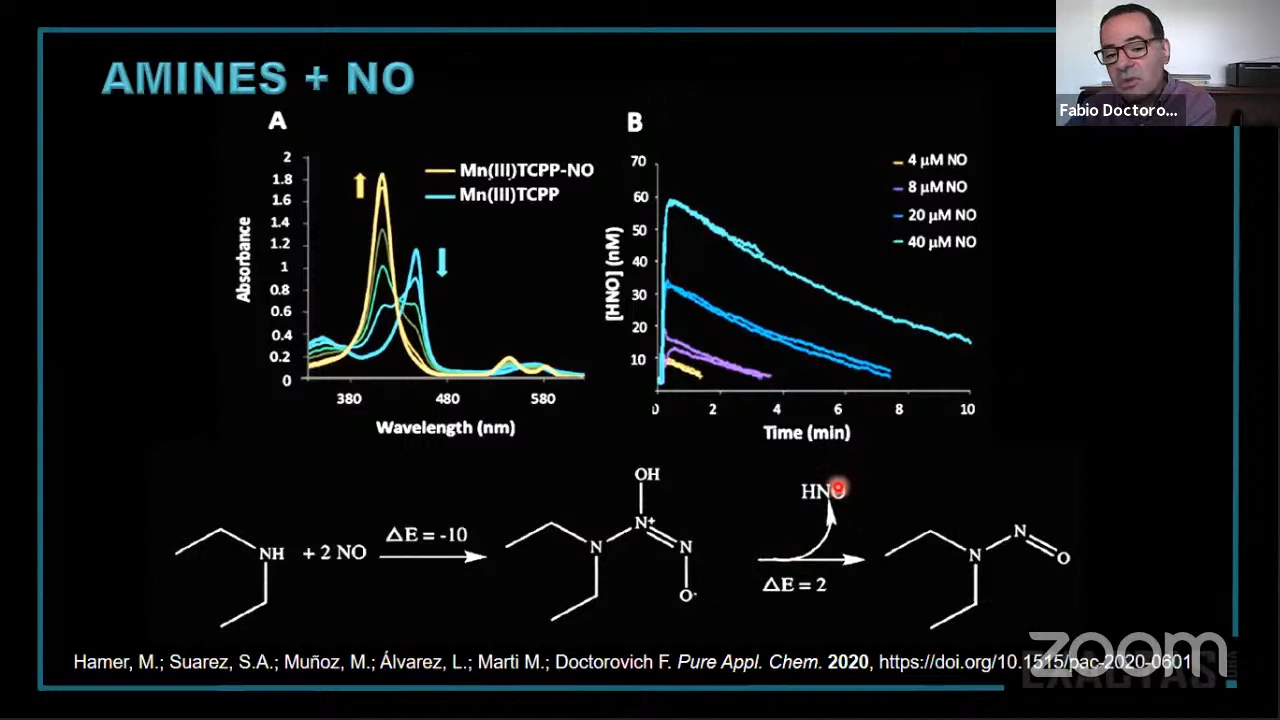 AMINES + NO
Fabio Doctoro...
A
2
1.8
1.6
1.4
1.2
1
0.8
0.6
0.4
0.2
0
Absorbance
Mn(III)TCPP-NO
Mn(III)TCPP
380
480
580
Wavelength (nm)
B
70
60
50
40
30
20
10
[HNO] (nM)
4 µM NO
8 µM NO
20 µM NO
40 µM NO
0
2
4
6
8
10
Time (min)
NH
+ 2 NO
△E = -10
OH
N+
N
N
O-
HNO
△E = 2
N
N
O
Hamer, M.; Suarez, S.A.; Muñoz, M.; Álvarez, L.; Marti M.; Doctorovich F. Pure Appl. Chem. 2020, https://doi.org/10.1515/pac-2020-0601
zoom